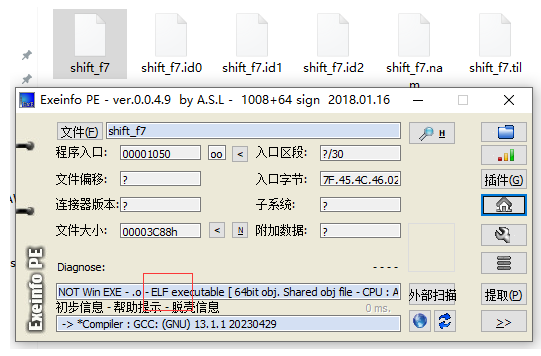 shift_f7
shift_f7.id0
shift_f7.id1
shift_f7.id2
shift_f7.na
m
shift_f7.til
Exeinfo PE - ver.0.0.4.9 by A.S.L - 1008+64 sign 2018.01.16
文件(F)
shift_f7
H
程序入口:
00001050
oo
<
入口区段:
?/30
文件偏移:
?
入口字节:
7F.45.4C.46.02
插件(G)
连接器版本:
?
子系统:
?
文件大小:
00003C88h
<
N
附加数据:
?
Exeinfo PE
Diagnose:
- - - -
NOT Win EXE - .o - ELF executable [ 64bit obj. Shared obj file - CPU : A
外部扫描
提取(P)
初步信息 - 帮助提示 - 脱壳信息
0 ms.
-> *Compiler : GCC: (GNU) 13.1.1 20230429
>>